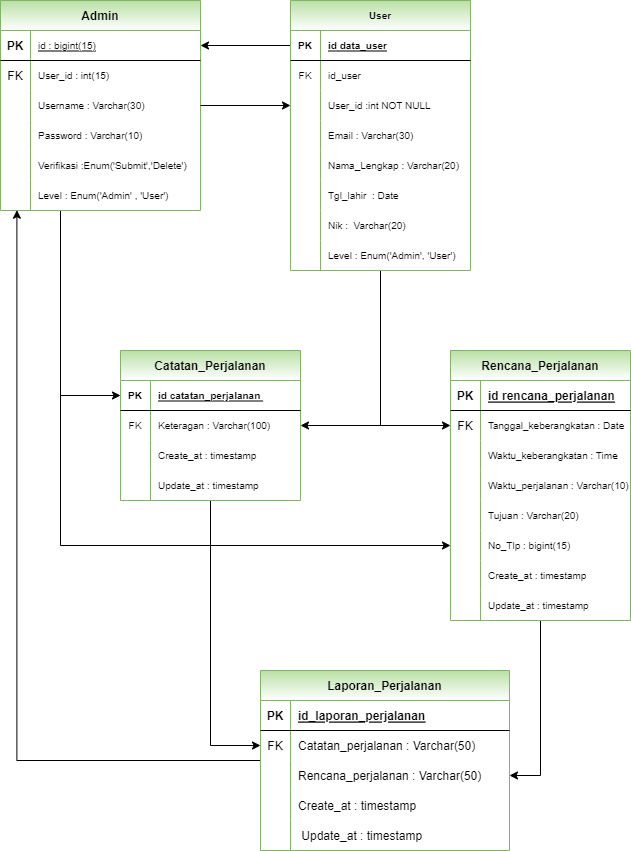 Admin
PK id : bigint(15)
FK User_id : int(15)
Username : Varchar(30)
Password : Varchar(10)
Verifikasi :Enum('Submit','Delete')
Level : Enum('Admin' , 'User')
User
PK id data_user
FK id_user
User_id :int NOT NULL
Email : Varchar(30)
Nama_Lengkap : Varchar(20)
Tgl_lahir : Date
Nik : Varchar(20)
Level : Enum('Admin', 'User')
Catatan_Perjalanan
PK id catatan_perjalanan
FK Keteragan : Varchar(100)
Create_at : timestamp
Update_at : timestamp
Rencana_Perjalanan
PK id rencana_perjalanan
FK Tanggal_keberangkatan : Date
Waktu_keberangkatan : Time
Waktu_perjalanan : Varchar(10)
Tujuan : Varchar(20)
No_Tlp : bigint(15)
Create_at : timestamp
Update_at : timestamp
Laporan_Perjalanan
PK id_laporan_perjalanan
FK Catatan_perjalanan : Varchar(50)
Rencana_perjalanan : Varchar(50)
Create_at : timestamp
Update_at : timestamp